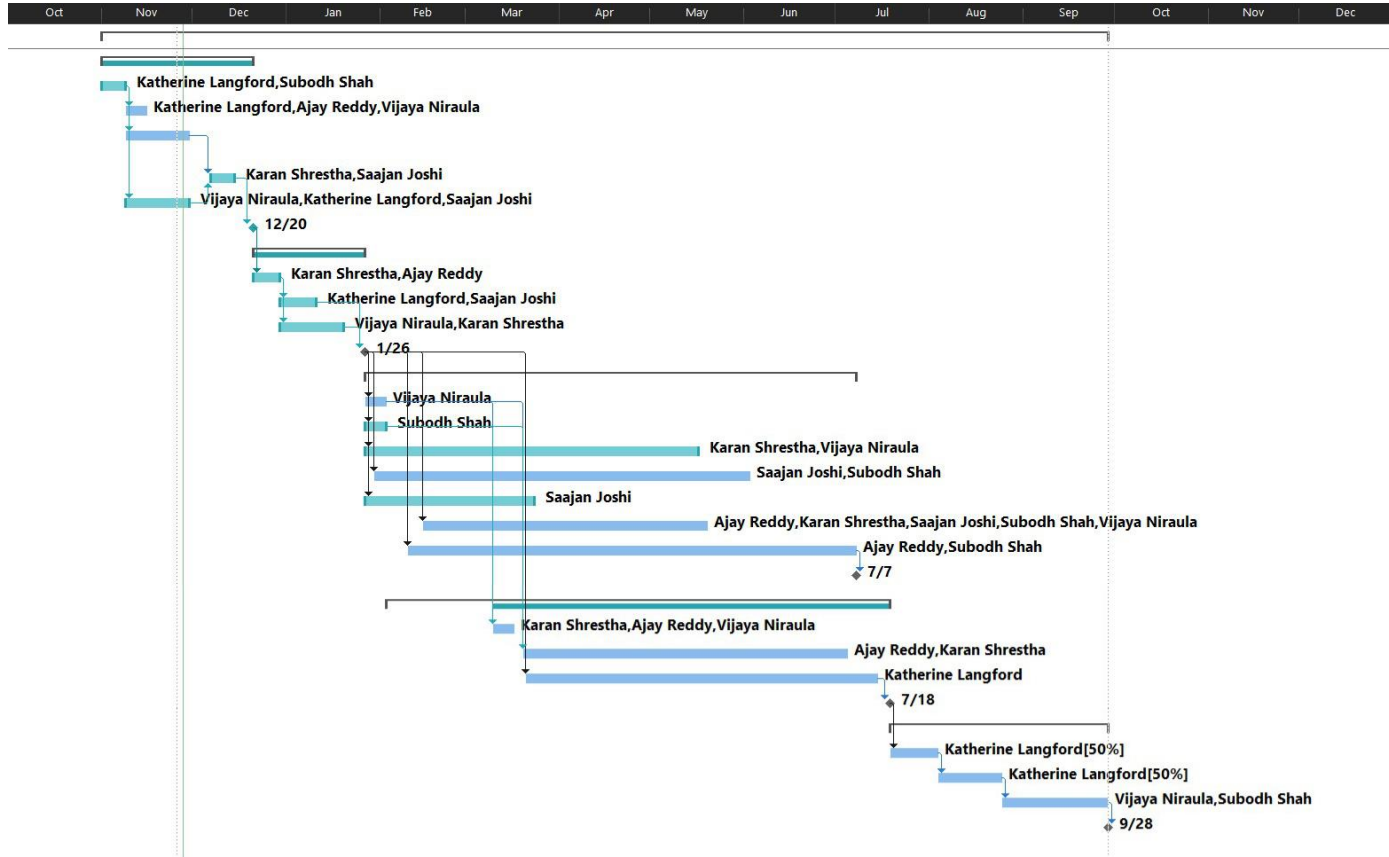 Oct Nov Dec Jan Feb Mar Apr May Jun Jul Aug Sep Oct Nov Dec
Katherine Langford,Subodh Shah
Katherine Langford,Ajay Reddy,Vijaya Niraula
Karan Shrestha,Saajan Joshi
Vijaya Niraula,Katherine Langford,Saajan Joshi
12/20
Karan Shrestha,Ajay Reddy
Katherine Langford,Saajan Joshi
Vijaya Niraula,Karan Shrestha
1/26
Vijaya Niraula
Subodh Shah
Karan Shrestha,Vijaya Niraula
Saajan Joshi,Subodh Shah
Saajan Joshi
Ajay Reddy,Karan Shrestha,Saajan Joshi,Subodh Shah,Vijaya Niraula
Ajay Reddy,Subodh Shah
7/7
Karan Shrestha,Ajay Reddy,Vijaya Niraula
Ajay Reddy,Karan Shrestha
Katherine Langford
7/18
Katherine Langford[50%]
Katherine Langford[50%]
Vijaya Niraula,Subodh Shah
9/28